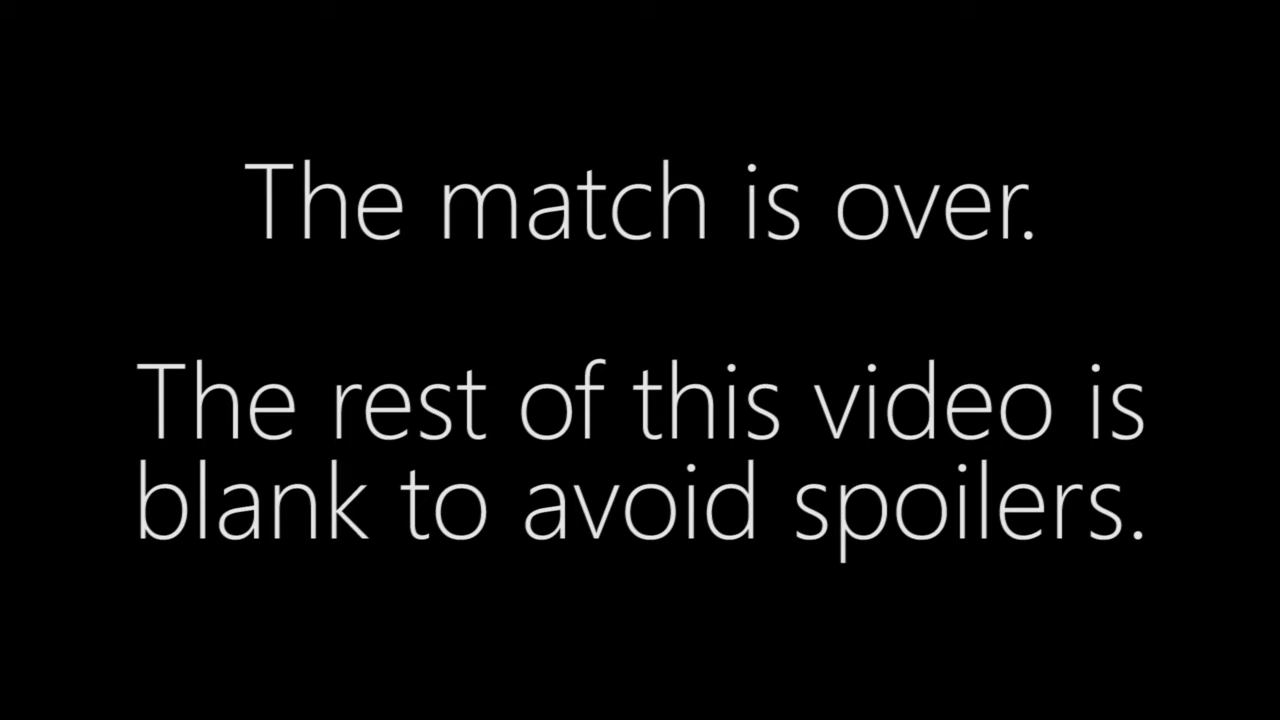 The match is over.
The rest of this video is
blank to avoid spoilers.